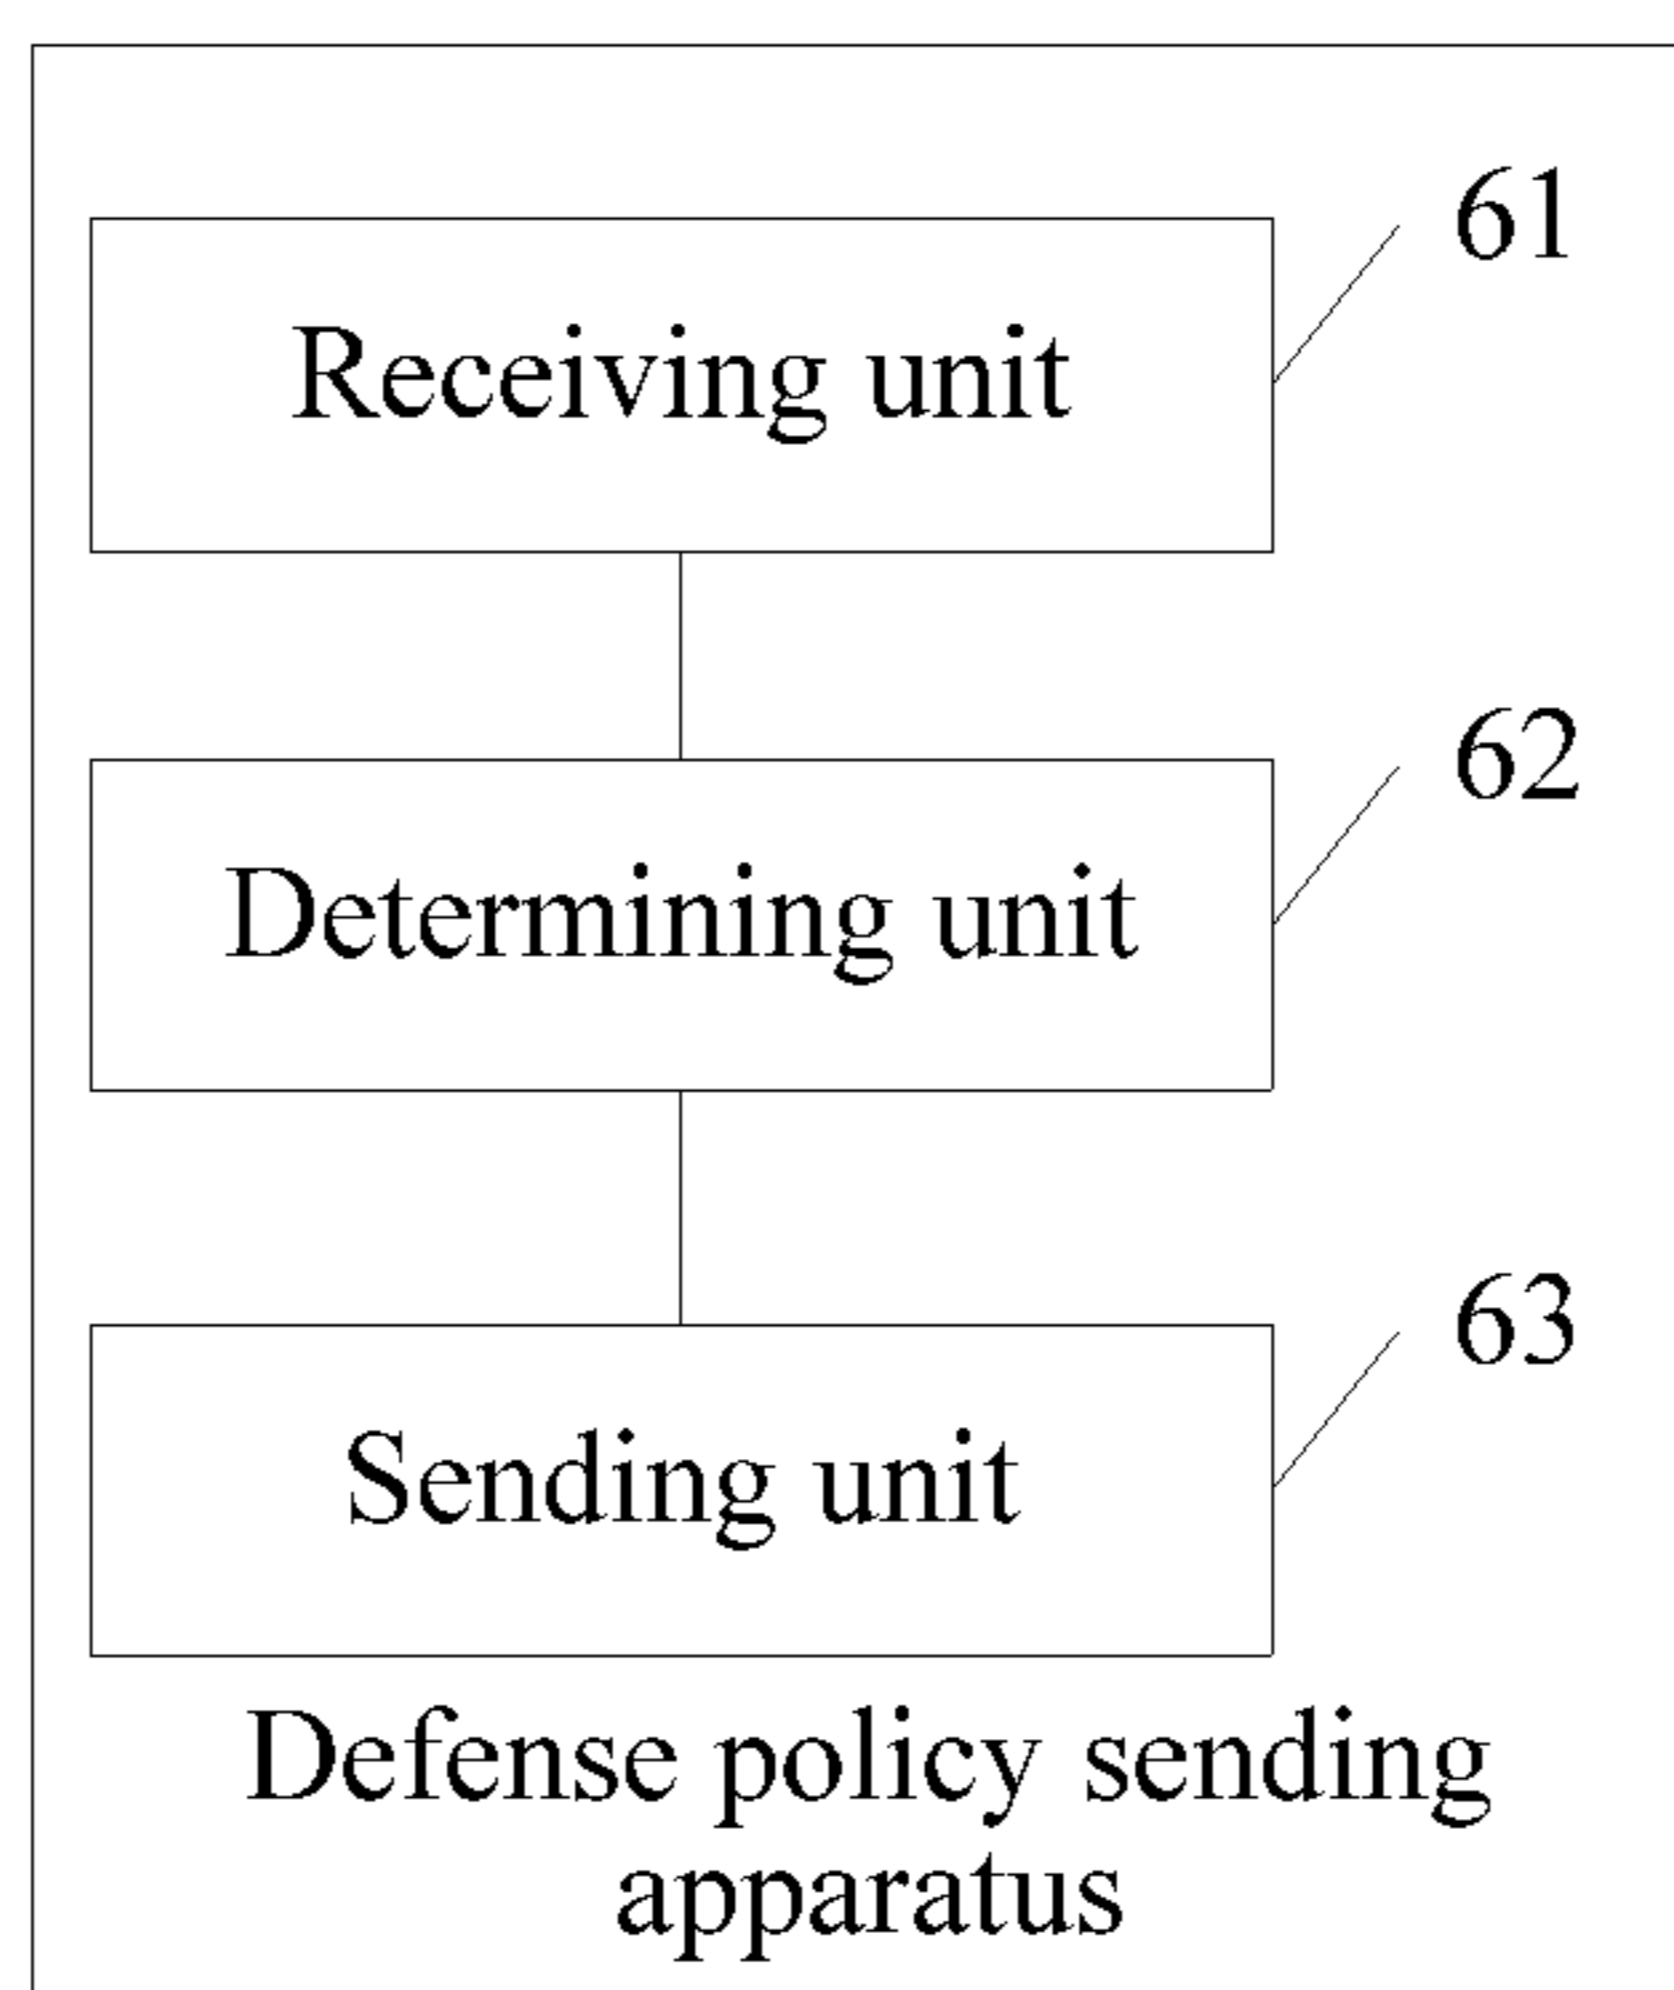 61
Receiving unit
62
Determining unit
63
Sending unit
Defense policy sending
apparatus